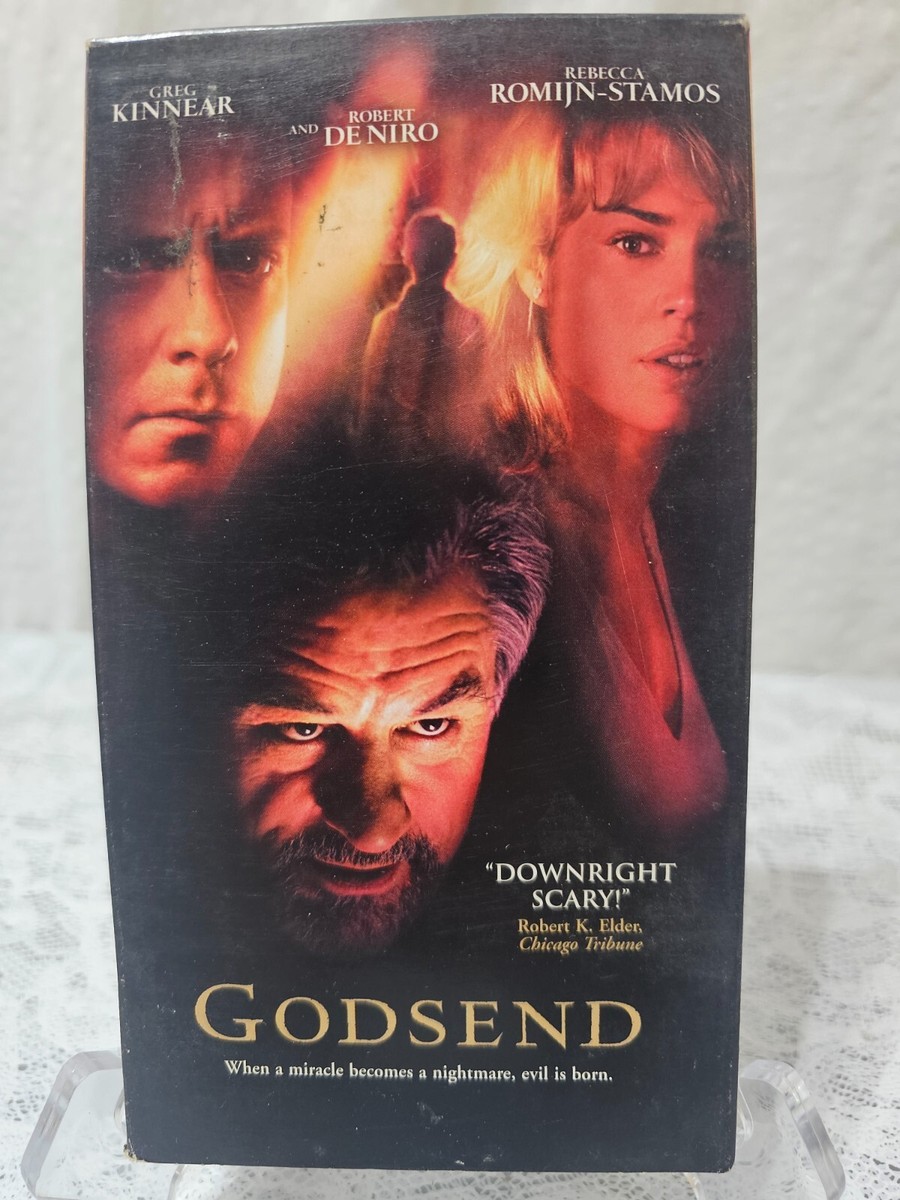 GREG
KINNEAR
AND ROBERT
DE NIRO
REBECCA
ROMIJN-STAMOS
“DOWNRIGHT
SCARY!”
Robert K. Elder,
Chicago Tribune
GODSEND
When a miracle becomes a nightmare, evil is born.